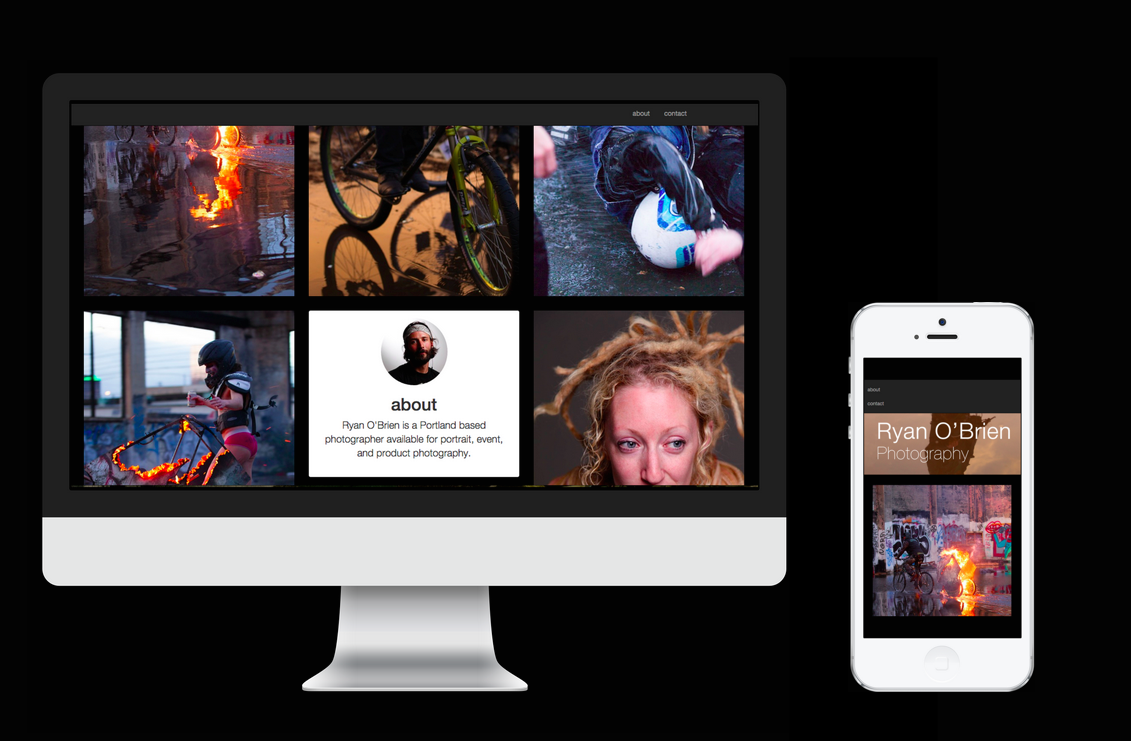 about contact
about
Ryan O'Brien is a Portland based
photographer available for portrait, event,
and product photography.
about
contact
Ryan O'Brien
Photography